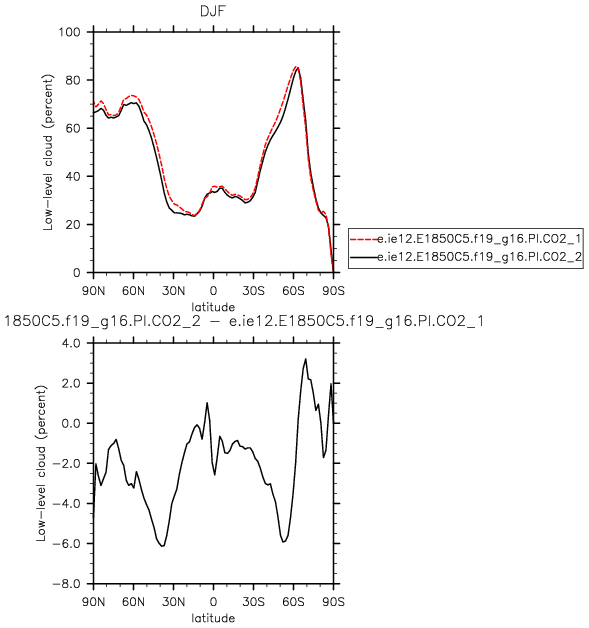 DJF
100
80
60
40
20
0
Low-level cloud (percent)
90N 60N 30N 0 30S 60S 90S
latitude
e.ie12.E1850C5.f19_g16.PI.CO2_1
e.ie12.E1850C5.f19_g16.PI.CO2_2
1850C5.f19_g16.PI.CO2_2 - e.ie12.E1850C5.f19_g16.PI.CO2_1
4.0
2.0
0.0
-2.0
-4.0
-6.0
-8.0
Low-level cloud (percent)
90N 60N 30N 0 30S 60S 90S
latitude